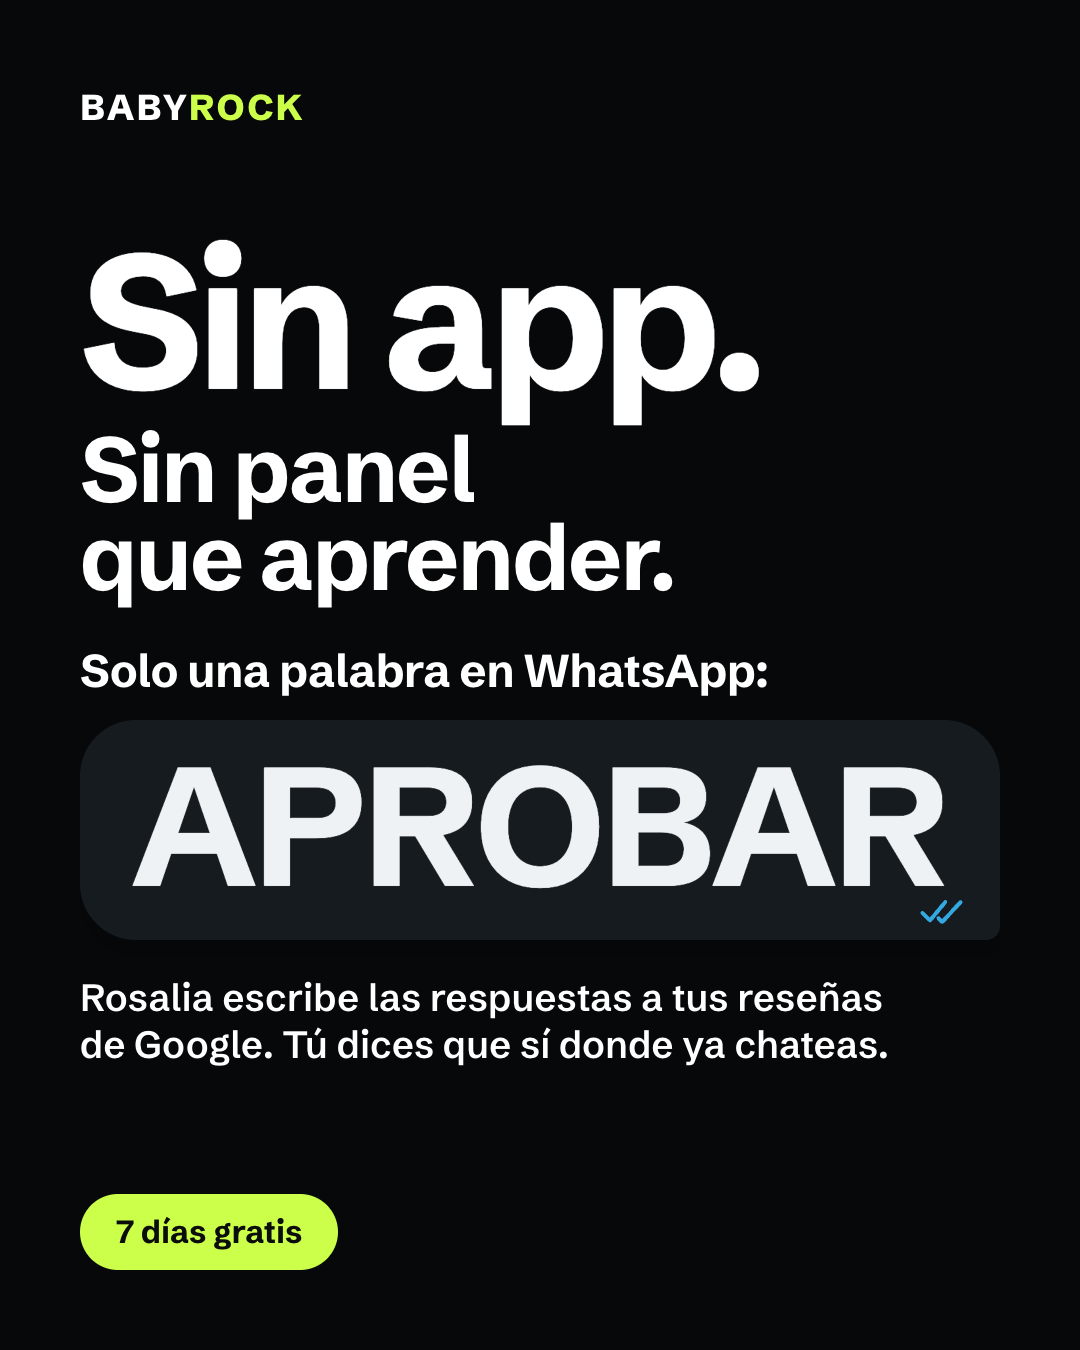 BABYROCK
Sin app.
Sin panel
que aprender.
Solo una palabra en WhatsApp:
APROBAR
Rosalia escribe las respuestas a tus reseñas
de Google. Tú dices que sí donde ya chateas.
7 días gratis